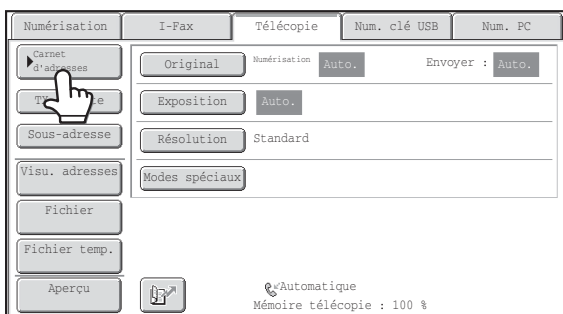 Numérisation
I-Fax
Télécopie
Num. clé USB
Num. PC
Carnet
d'adresses
Original
Numérisation
Auto.
Envoyer :
Auto.
Exposition
Auto.
Sous-adresse
Résolution
Standard
Visu. adresses
Modes spéciaux
Fichier
Fichier temp.
Aperçu
Automatique
Mémoire télécopie : 100 %